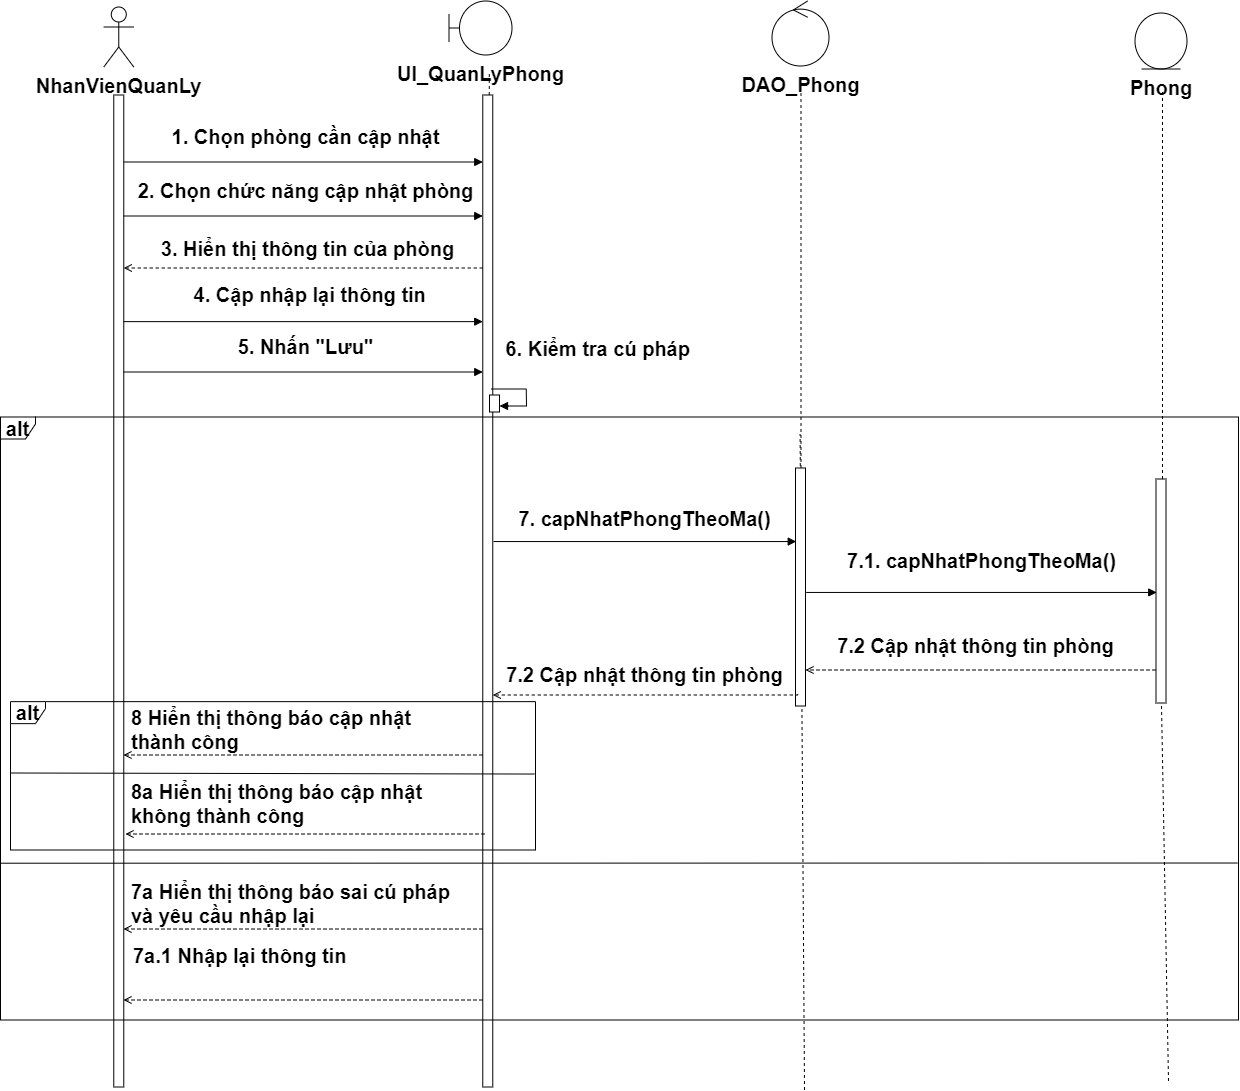 NhanVienQuanLy
UI_QuanLyPhong
DAO_Phong
Phong
1. Chọn phòng cần cập nhật
2. Chọn chức năng cập nhật phòng
3. Hiển thị thông tin của phòng
4. Cập nhập lại thông tin
5. Nhấn "Lưu"
6. Kiểm tra cú pháp
alt
7. capNhatPhongTheoMa()
7.1. capNhatPhongTheoMa()
7.2 Cập nhật thông tin phòng
7.2 Cập nhật thông tin phòng
alt
8 Hiển thị thông báo cập nhật
thành công
8a Hiển thị thông báo cập nhật
không thành công
7a Hiển thị thông báo sai cú pháp
và yêu cầu nhập lại
7a.1 Nhập lại thông tin